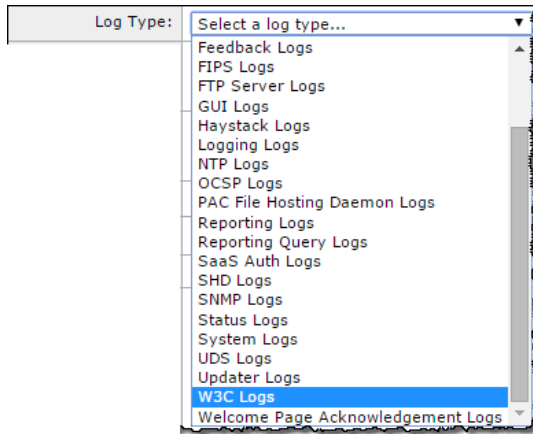 Log Type: Select a log type...
Feedback Logs
FIPS Logs
FTP Server Logs
GUI Logs
Haystack Logs
Logging Logs
NTP Logs
OCSP Logs
PAC File Hosting Daemon Logs
Reporting Logs
Reporting Query Logs
SaaS Auth Logs
SHD Logs
SNMP Logs
Status Logs
System Logs
UDS Logs
Updater Logs
W3C Logs
Welcome Page Acknowledgement Logs